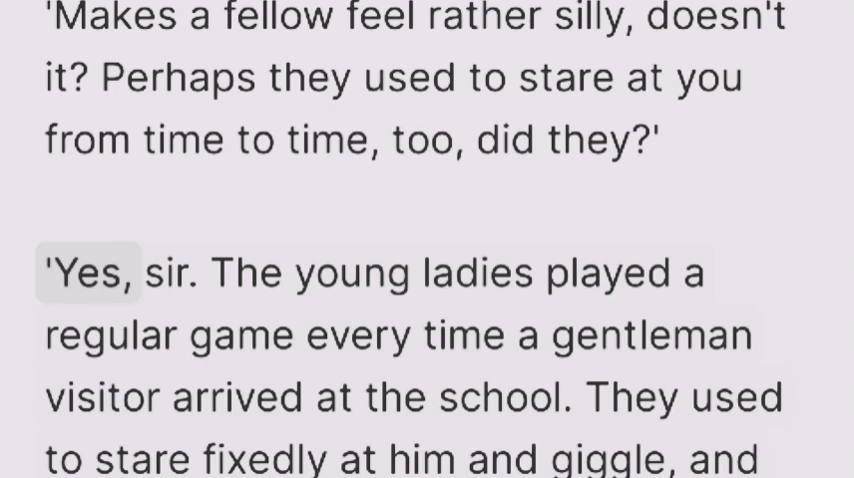 'Makes a fellow feel rather silly, doesn't
it? Perhaps they used to stare at you
from time to time, too, did they?'
'Yes, sir. The young ladies played a
regular game every time a gentleman
visitor arrived at the school. They used
to stare fixedly at him and giggle, and